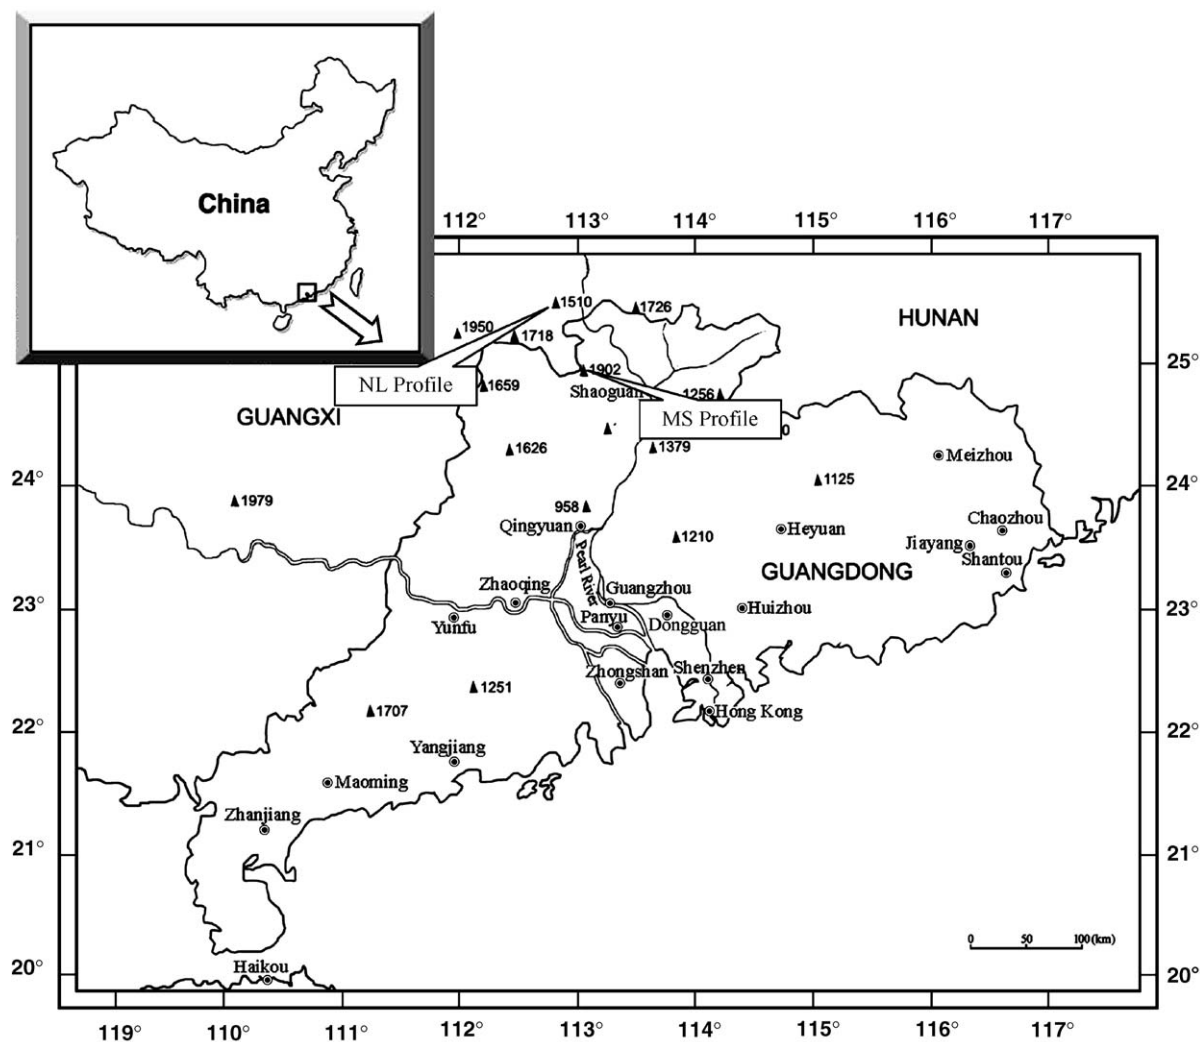 China
112° 113° 114° 115° 116° 117°
HUNAN
1510
1726
1950
1718
25° 
1902
NL Profile
1659
Shaoguan
1256
MS Profile
GUANGXI
1626
1379
0
Meizhou
24° 
1979
1125
24° 
958
Qingyuan
1210
Heyuan
Chaozhou
Jiayang
Shantou
Pearl River
GUANGDONG
Zhaoqing
Guangzhou
23° 
Yunfu
Panyu
Dongguan
Huizhou
23° 
Zhongshan
Shenzhen
1251
1707
Hong Kong
22° 
22° 
Yangjiang
Maoming
Zhanjiang
21° 
21° 
0 50 100(km)
20° 
Haikou
20° 
119° 110° 111° 112° 113° 114° 115° 116° 117°